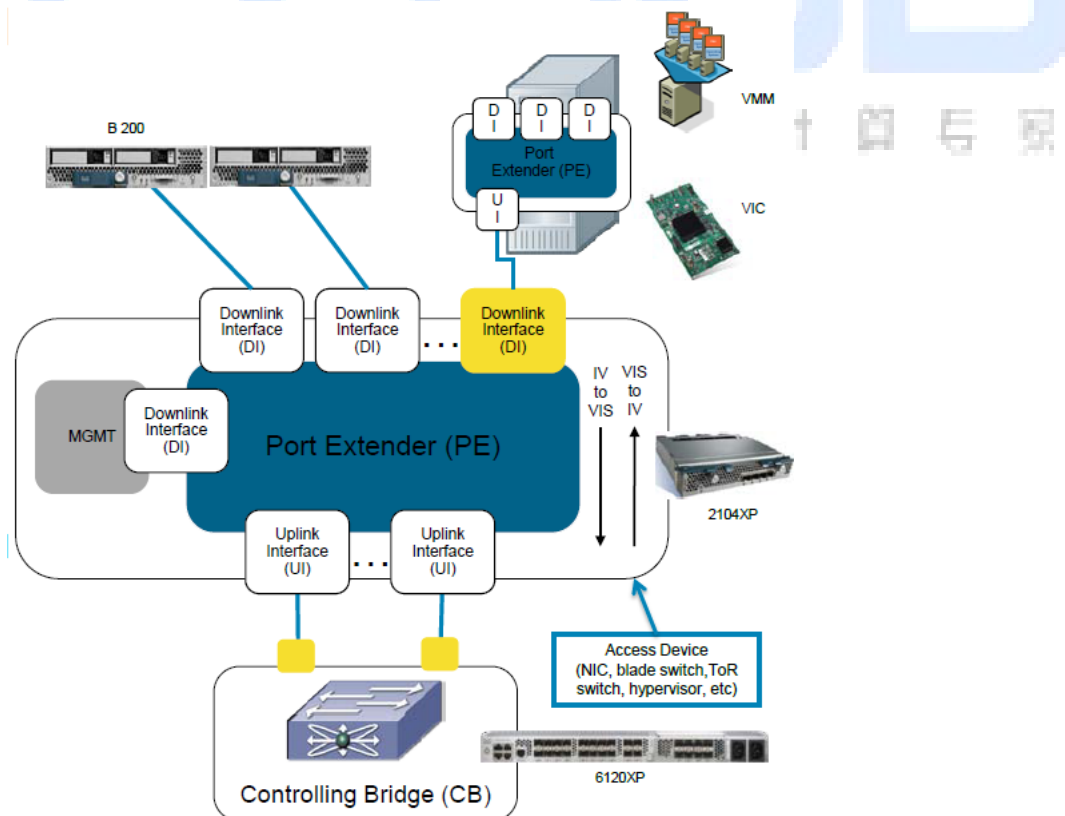 VMM
B 200
D
I
D
I
D
I
Port
Extender (PE)
U
I
VIC
Downlink
Interface
(DI)
Downlink
Interface
(DI)
...
Downlink
Interface
(DI)
IV
to
VIS
VIS
to
IV
MGMT
Downlink
Interface
(DI)
Port Extender (PE)
2104XP
Uplink
Interface
(UI)
...
Uplink
Interface
(UI)
Access Device
(NIC, blade switch,ToR
switch, hypervisor, etc)
6120XP
Controlling Bridge (CB)